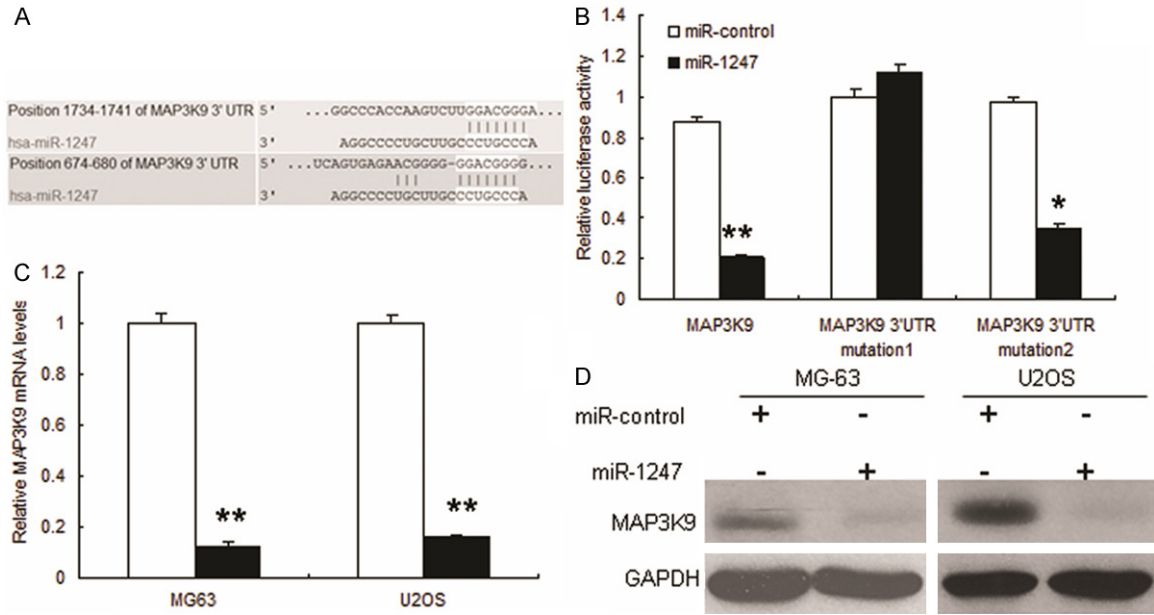 A
Position 1734-1741 of MAP3K9 3' UTR 5' ...GGCCCACCAAGUCUUGGACGGGA...
hsa-miR-1247 3' AGGCCCCUGCUUGCCCUGCCCA
Position 674-680 of MAP3K9 3' UTR 5' ...UCAGUGAGAACGGGG-GGACGGGG...
hsa-miR-1247 3' AGGCCCCUGCUUGCCCUGCCCA
B
miR-control
miR-1247
Relative luciferase activity
1.4
1.2
1
0.8
0.6
0.4
0.2
0
**
*
MAP3K9
MAP3K9 3'UTR
mutation1
MAP3K9 3'UTR
mutation2
C
Relative MAP3K9 mRNA levels
1.2
1
0.8
0.6
0.4
0.2
0
**
**
MG63
U2OS
D
MG-63 U2OS
miR-control + - + -
miR-1247 - + - +
MAP3K9
GAPDH